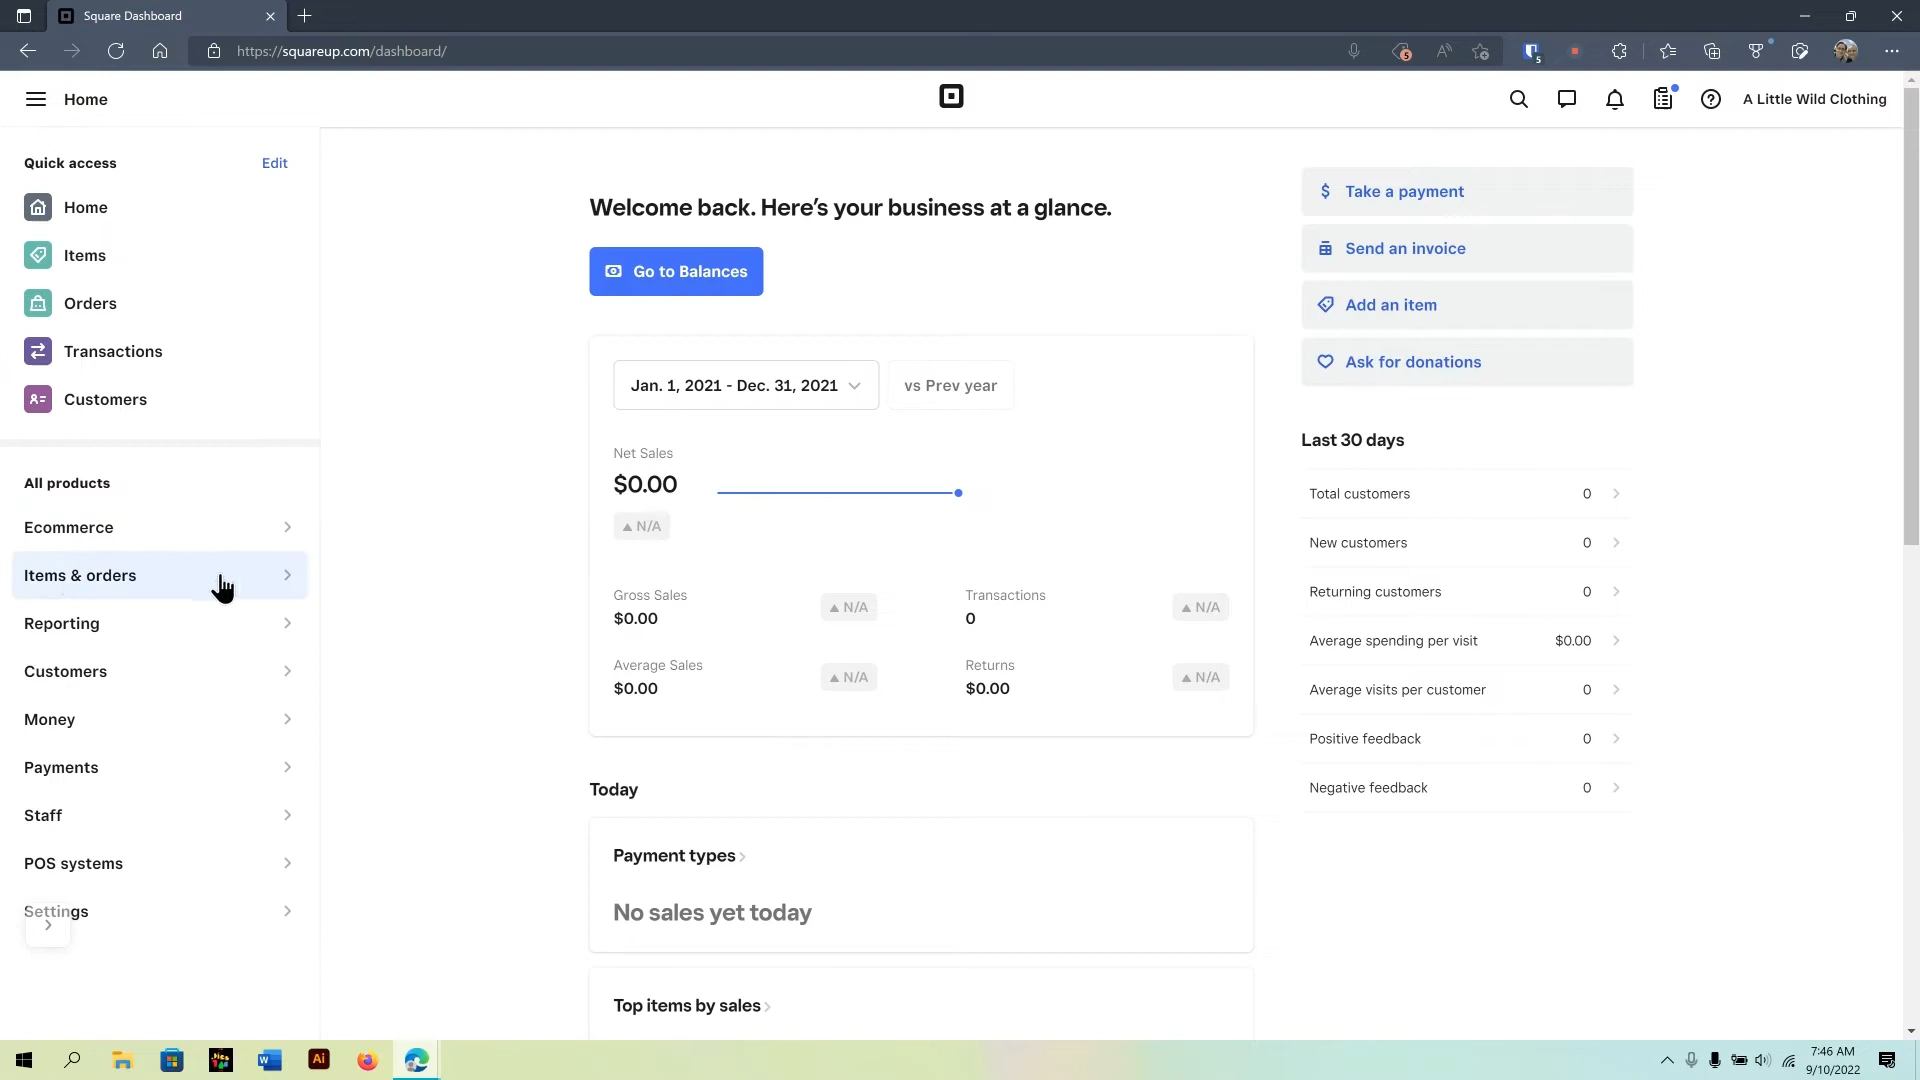 Square Dashboard
https://squareup.com/dashboard/
5
5
Home
A Little Wild Clothing
Quick access
Edit
Home
Items
Orders
Transactions
Customers
All products
Ecommerce
Items & orders
Reporting
Customers
Money
Payments
Staff
POS systems
Settings
Welcome back. Here’s your business at a glance.
Go to Balances
Jan. 1, 2021 - Dec. 31, 2021
vs Prev year
Net Sales
$0.00
▲ N/A
Gross Sales
$0.00
▲ N/A
Transactions
0
▲ N/A
Average Sales
$0.00
▲ N/A
Returns
$0.00
▲ N/A
Today
Payment types
No sales yet today
Top items by sales
Take a payment
Send an invoice
Add an item
Ask for donations
Last 30 days
Total customers 0
New customers 0
Returning customers 0
Average spending per visit $0.00
Average visits per customer 0
Positive feedback 0
Negative feedback 0
W
Ai
7:46 AM
9/10/2022